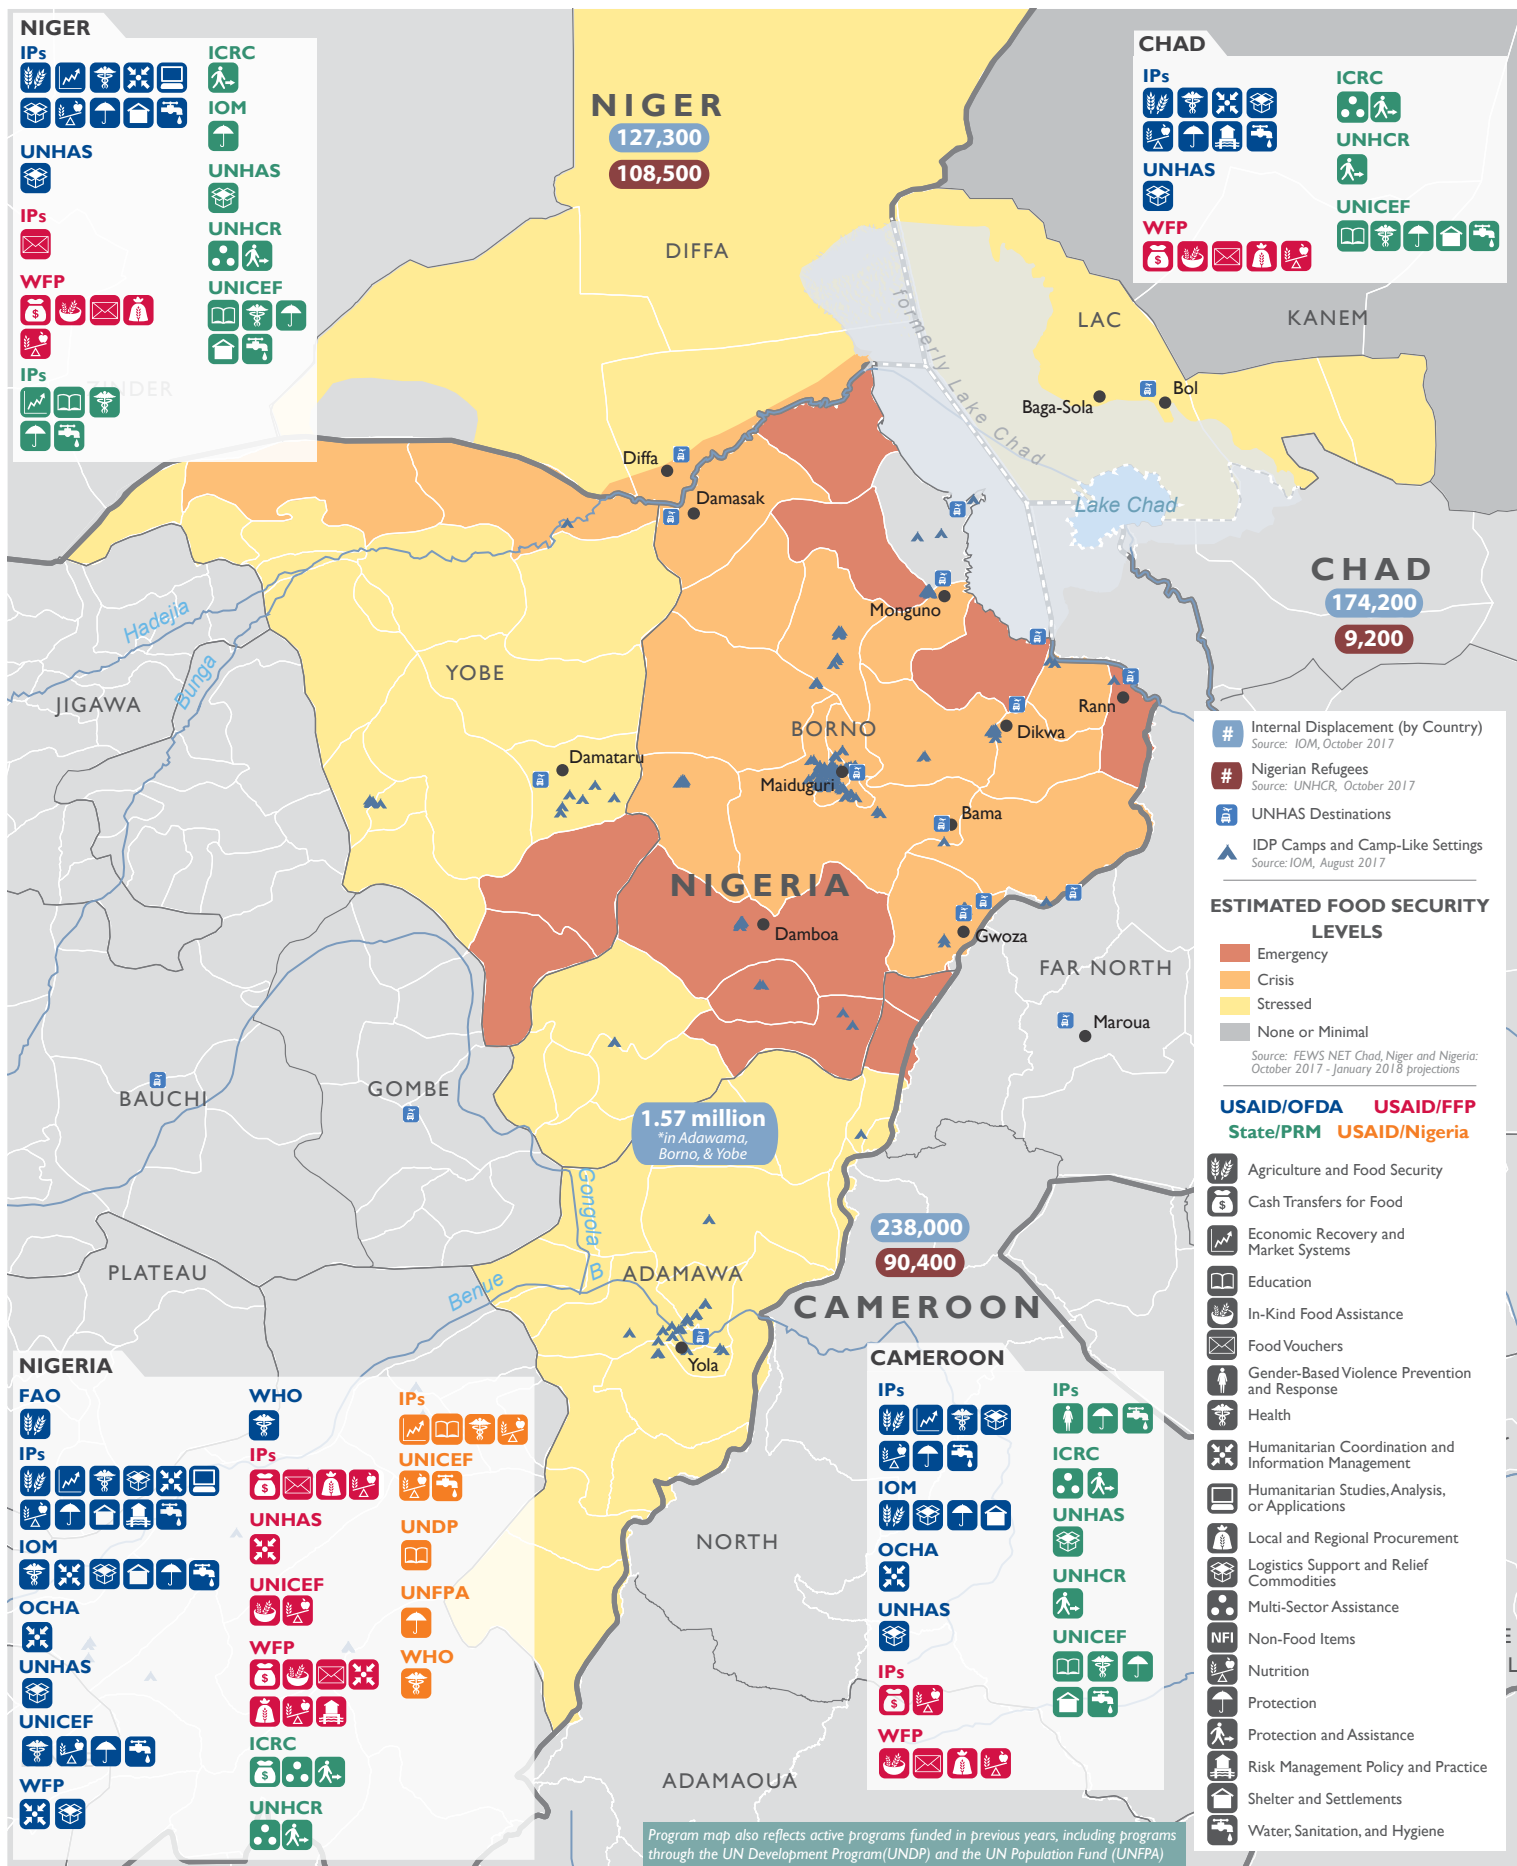 NIGER
IPs
UNHAS
IPs
WFP
IPs
ICRC
IOM
UNHAS
UNHCR
UNICEF
ZINDER
NIGER
127,300
108,500
DIFFA
CHAD
IPs
UNHAS
WFP
ICRC
UNHCR
UNICEF
LAC
KANEM
formerly Lake Chad
Baga-Sola
Bol
Diffa
Damasak
Lake Chad
CHAD
174,200
9,200
Hadejia
Bunga
Monguno
YOBE
JIGAWA
BORNO
Rann
Dikwa
Damataru
Maiduguri
Bama
NIGERIA
Damboa
Gwoza
FAR NORTH
Maroua
BAUCHI
GOMBE
1.57 million
*in Adawama,
Borno, & Yobe
Gongola
B
238,000
90,400
PLATEAU
ADAMAWA
Benue
CAMEROON
Yola
NORTH
ADAMAOUA
# Internal Displacement (by Country)
Source: IOM, October 2017
# Nigerian Refugees
Source: UNHCR, October 2017
UNHAS Destinations
IDP Camps and Camp-Like Settings
Source: IOM, August 2017
ESTIMATED FOOD SECURITY
LEVELS
Emergency
Crisis
Stressed
None or Minimal
Source: FEWS NET Chad, Niger and Nigeria:
October 2017 - January 2018 projections
USAID/OFDA USAID/FFP
State/PRM USAID/Nigeria
Agriculture and Food Security
$ Cash Transfers for Food
Economic Recovery and
Market Systems
Education
In-Kind Food Assistance
Food Vouchers
Gender-Based Violence Prevention
and Response
Health
Humanitarian Coordination and
Information Management
Humanitarian Studies, Analysis,
or Applications
Local and Regional Procurement
Logistics Support and Relief
Commodities
Multi-Sector Assistance
NFI Non-Food Items
Nutrition
Protection
Protection and Assistance
Risk Management Policy and Practice
Shelter and Settlements
Water, Sanitation, and Hygiene
NIGERIA
FAO
IPs
IOM
OCHA
UNHAS
UNICEF
WFP
WHO
IPs
UNHAS
UNICEF
WFP
ICRC
UNHCR
IPs
UNICEF
UNDP
UNFPA
WHO
CAMEROON
IPs
IOM
OCHA
UNHAS
IPs
WFP
IPs
ICRC
UNHAS
UNHCR
UNICEF
Program map also reflects active programs funded in previous years, including programs
through the UN Development Program(UNDP) and the UN Population Fund (UNFPA)